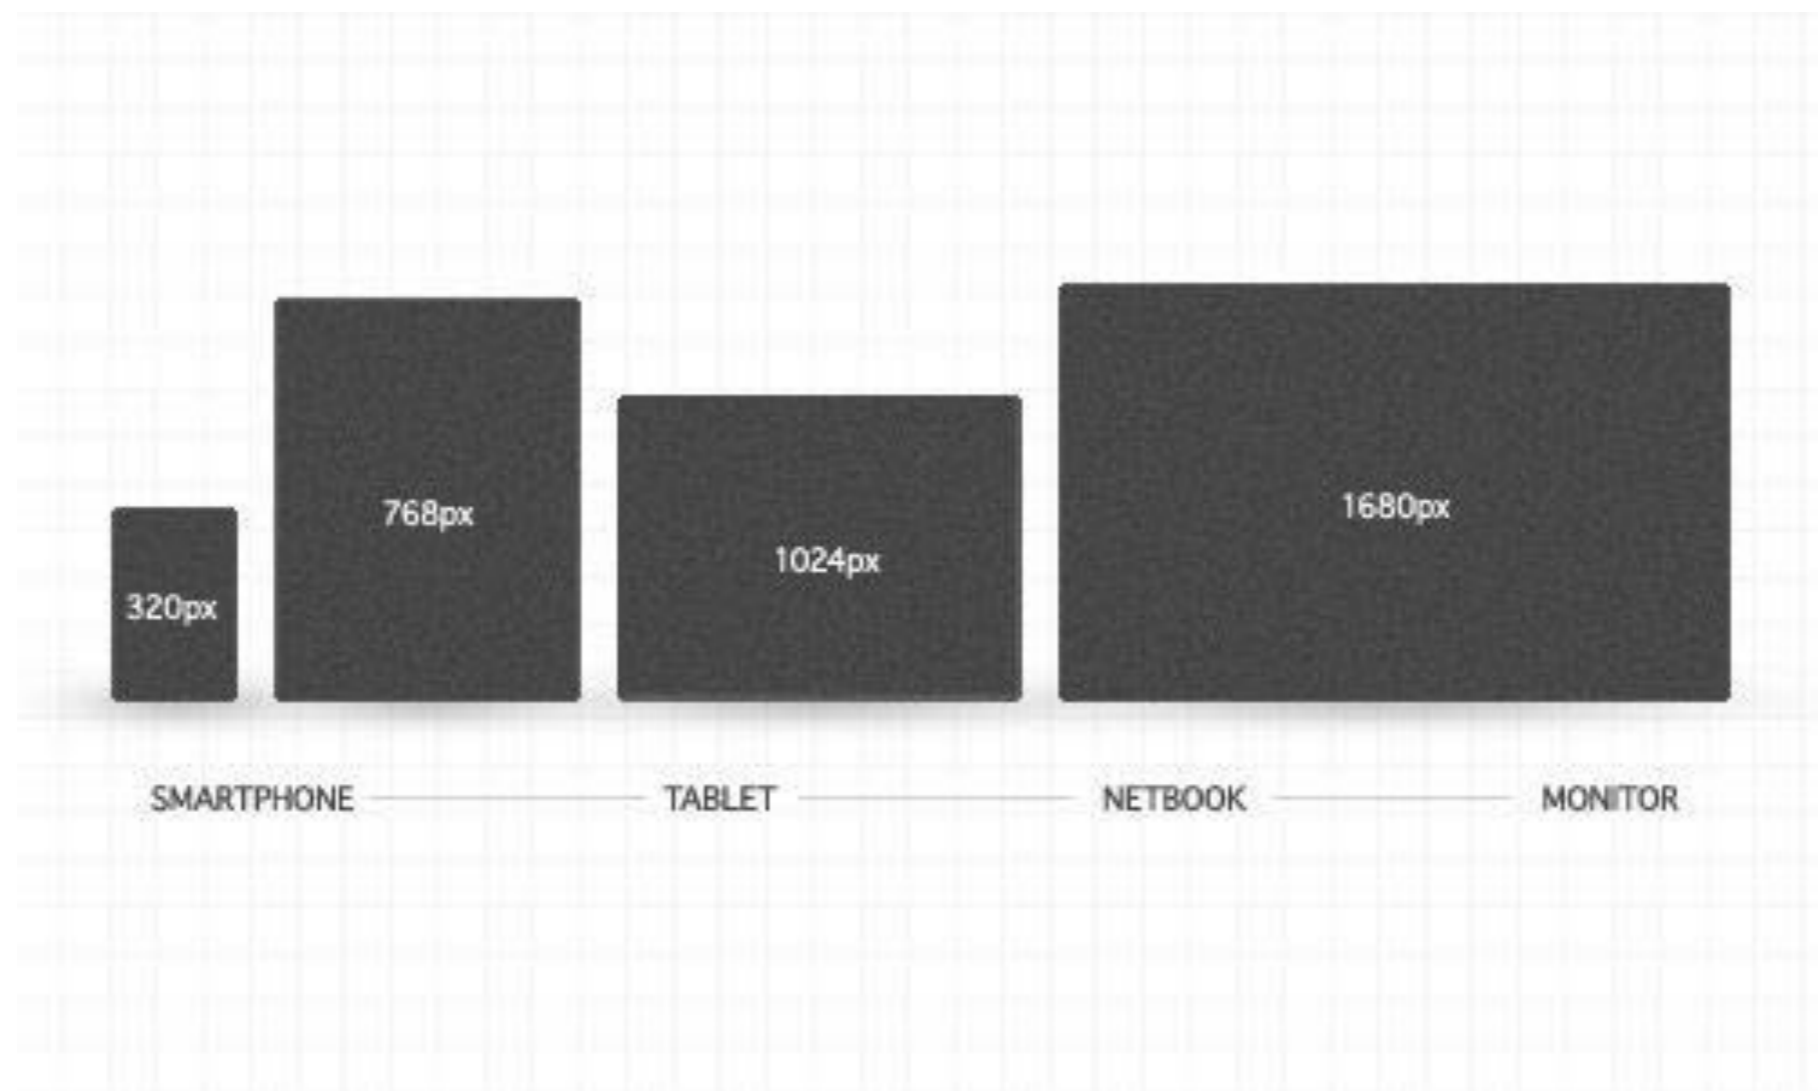 320px
768px
1024px
1680px
SMARTPHONE TABLET NETBOOK MONITOR